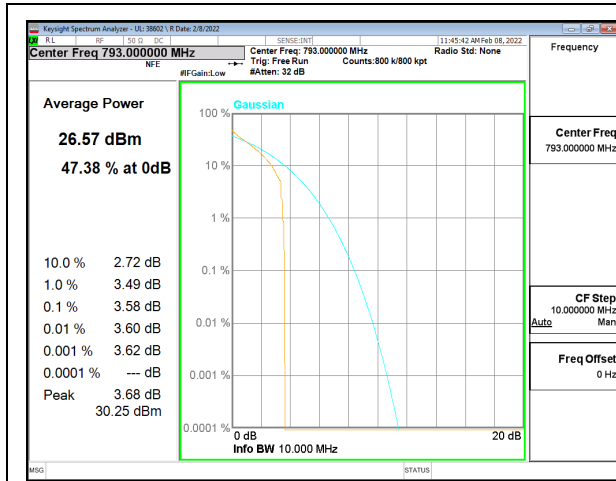 Keysight Spectrum Analyzer - UL: 38602 \ R Date: 2/8/2022
RL RF 50 Ω DC SENSE:INT 11:45:42 AM Feb 08, 2022
Center Freq 793.000000 MHz
Center Freq: 793.000000 MHz Radio Std: None
NFE Trig: Free Run Counts:800 k/800 kpt
#IFGain:Low #Atten: 32 dB
Frequency
Average Power
26.57 dBm
47.38 % at 0dB
10.0 % 2.72 dB
1.0 % 3.49 dB
0.1 % 3.58 dB
0.01 % 3.60 dB
0.001 % 3.62 dB
0.0001 % --- dB
Peak 3.68 dB
30.25 dBm
Gaussian
100 %
10 %
1 %
0.1 %
0.01 %
0.001 %
0.0001 %
0 dB 20 dB
Info BW 10.000 MHz
Center Freq
793.000000 MHz
CF Step
10.000000 MHz
Auto Man
Freq Offset
0 Hz
MSG STATUS